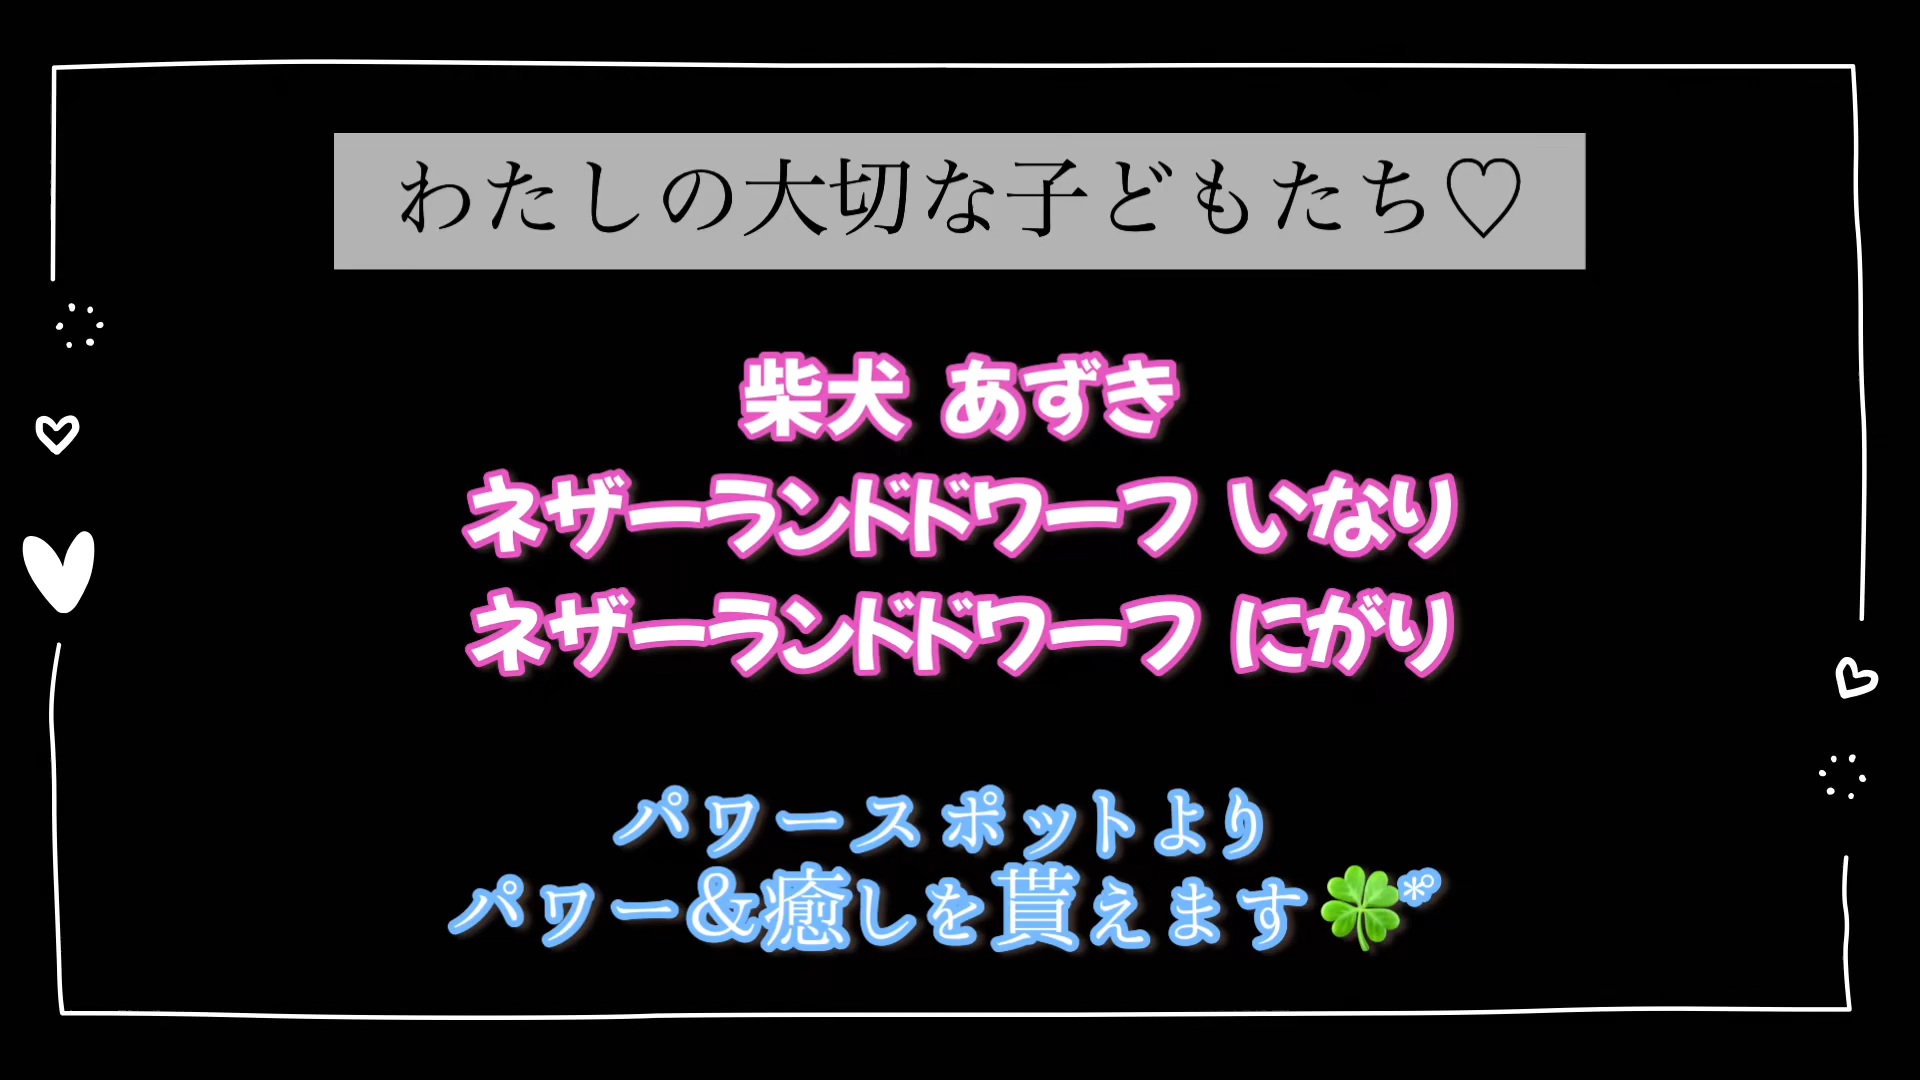 わたしの大切な子どもたち♡
柴犬 あずき
ネザーランドドワーフ いなり
ネザーランドドワーフ にがり
パワースポットより
パワー&癒しを貰えます🍀*°